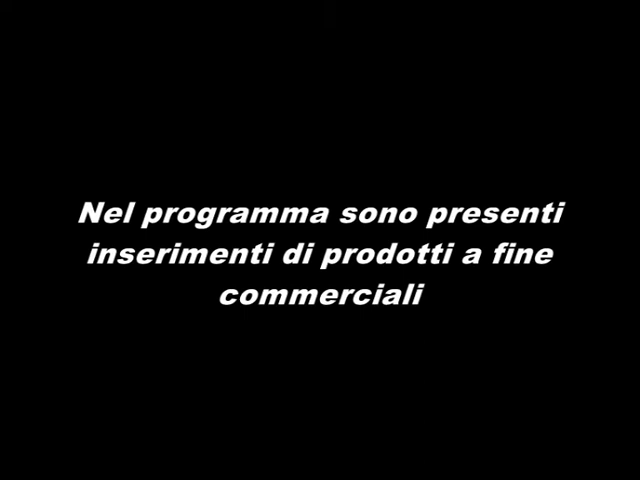 Nel programma sono presenti
inserimenti di prodotti a fine
commerciali